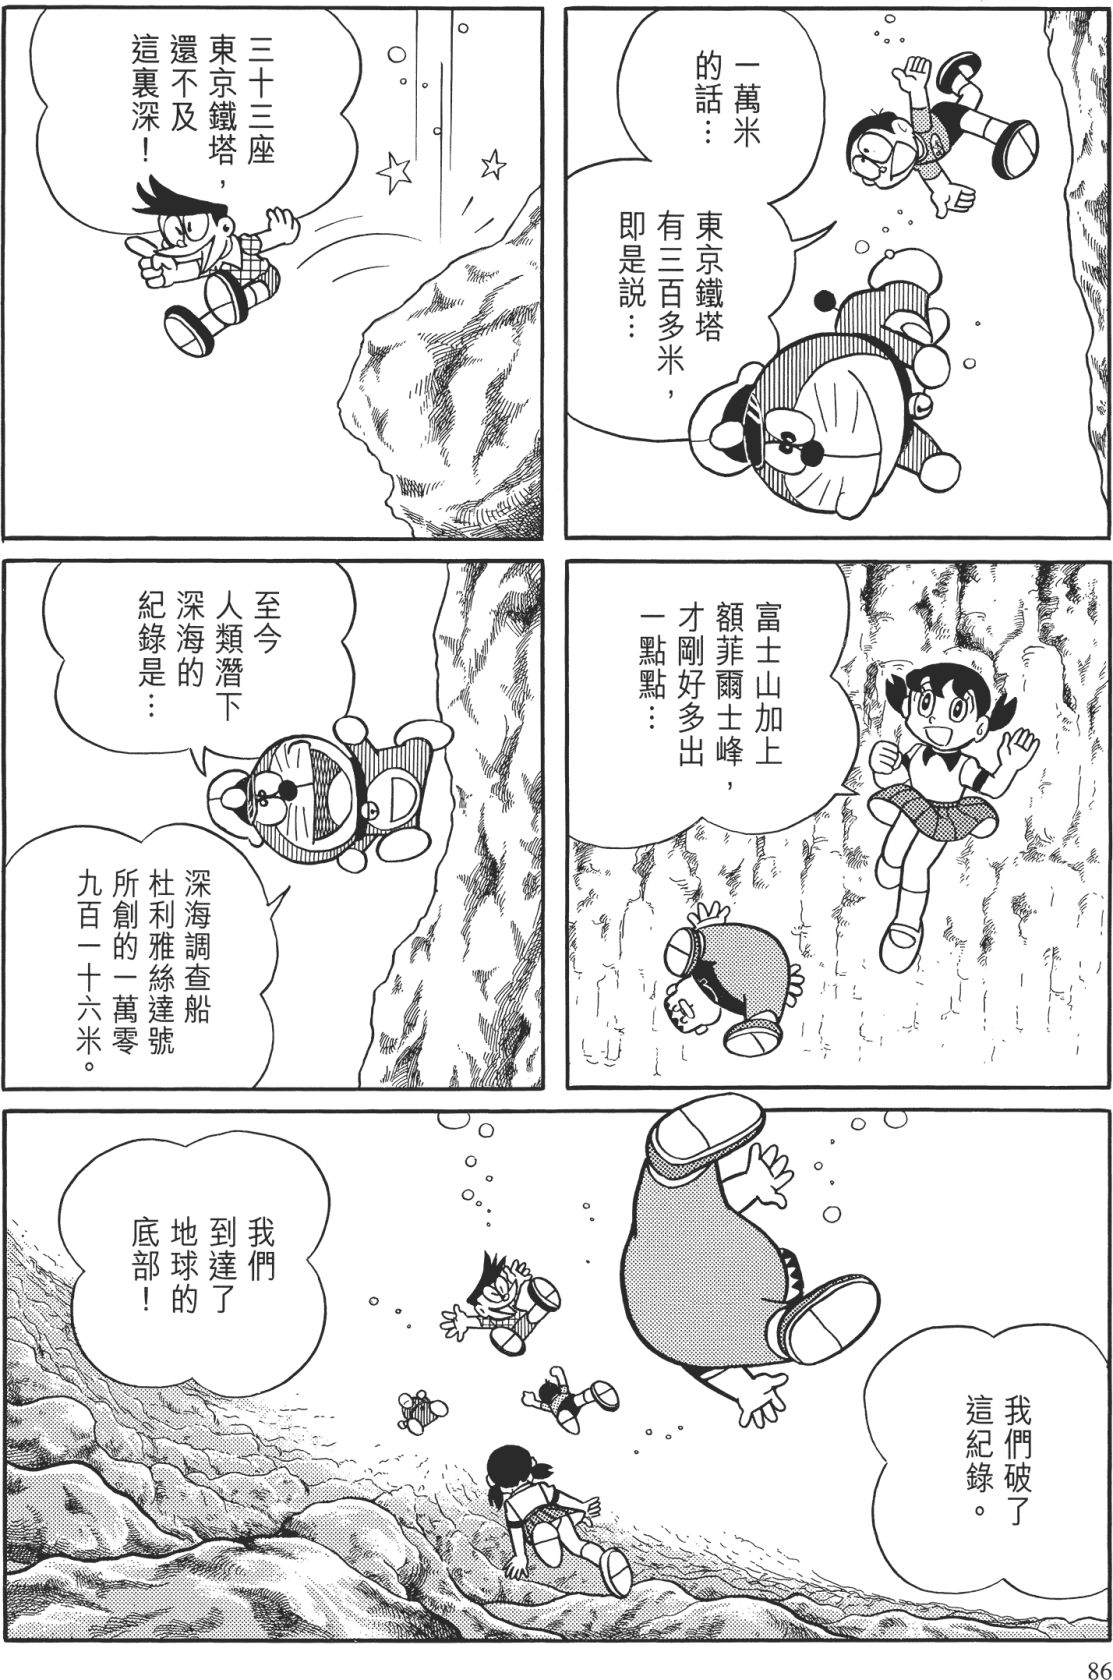 一萬米
的話⋯
東京鐵塔
有三百多米，
即是説⋯
三十三座
東京鐵塔，
還不及
這裏深！
富士山加上
額菲爾士峰，
才剛好多出
一點點⋯
至今
人類潛下
深海的
紀錄是⋯
深海調查船
杜利雅絲達號
所創的一萬零
九百一十六米。
我們破了
這紀錄。
我們
到達了
地球的
底部！
86